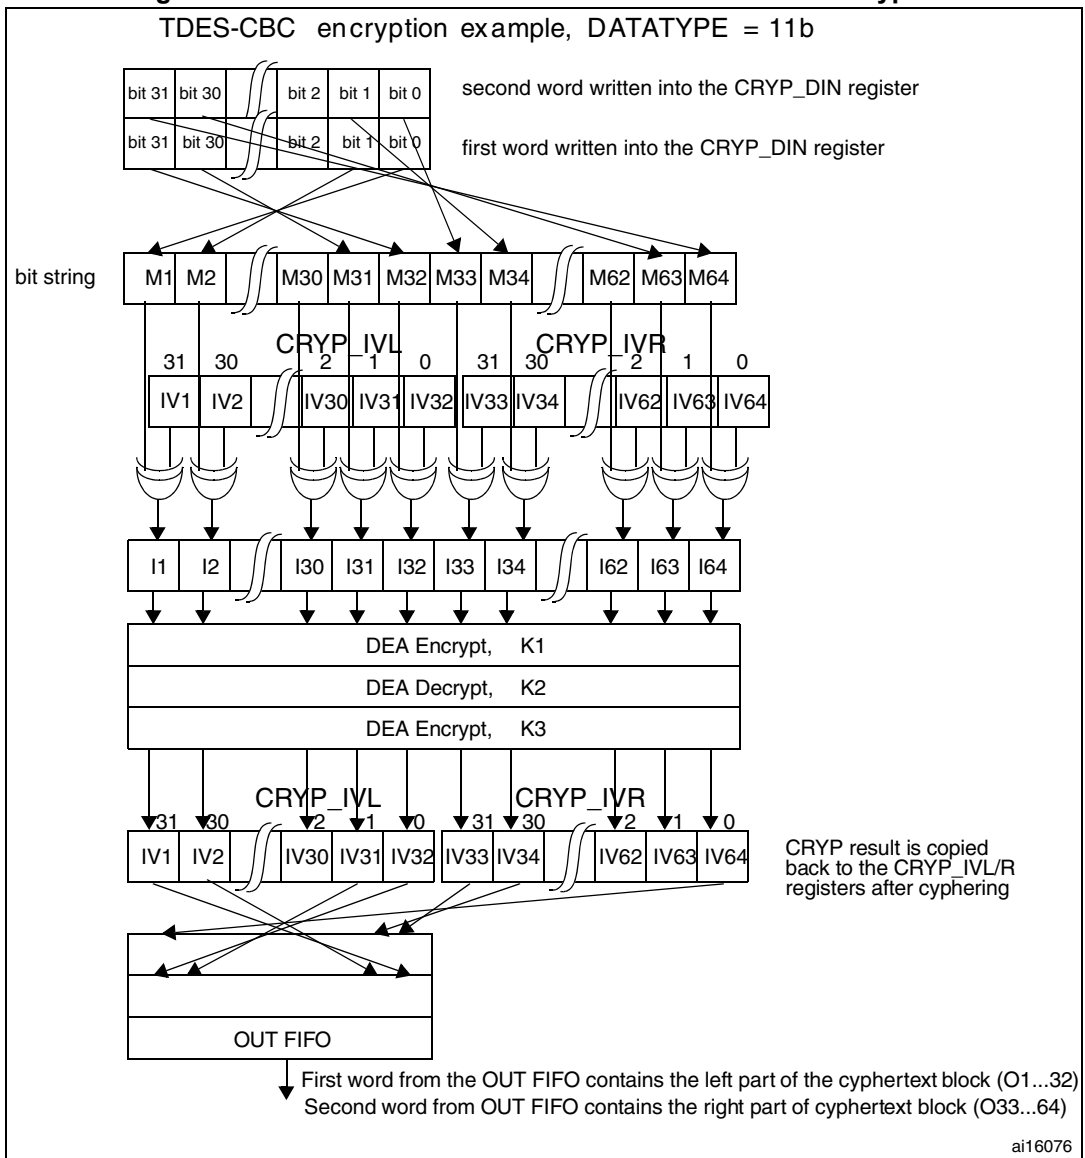 TDES-CBC encryption example, DATATYPE = 11b
bit 31 bit 30 bit 2 bit 1 bit 0 second word written into the CRYP_DIN register
bit 31 bit 30 bit 2 bit 1 bit 0 first word written into the CRYP_DIN register
bit string M1 M2 M30 M31 M32 M33 M34 M62 M63 M64
CRYP_IVL CRYP_IVR
31 30 2 1 0 31 30 2 1 0
IV1 IV2 IV30 IV31 IV32 IV33 IV34 IV62 IV63 IV64
I1 I2 I30 I31 I32 I33 I34 I62 I63 I64
DEA Encrypt, K1
DEA Decrypt, K2
DEA Encrypt, K3
CRYP_IVL CRYP_IVR
31 30 2 1 0 31 30 2 1 0
IV1 IV2 IV30 IV31 IV32 IV33 IV34 IV62 IV63 IV64
CRYP result is copied
back to the CRYP_IVL/R
registers after cyphering
OUT FIFO
First word from the OUT FIFO contains the left part of the cyphertext block (O1...32)
Second word from OUT FIFO contains the right part of cyphertext block (O33...64)
ai16076